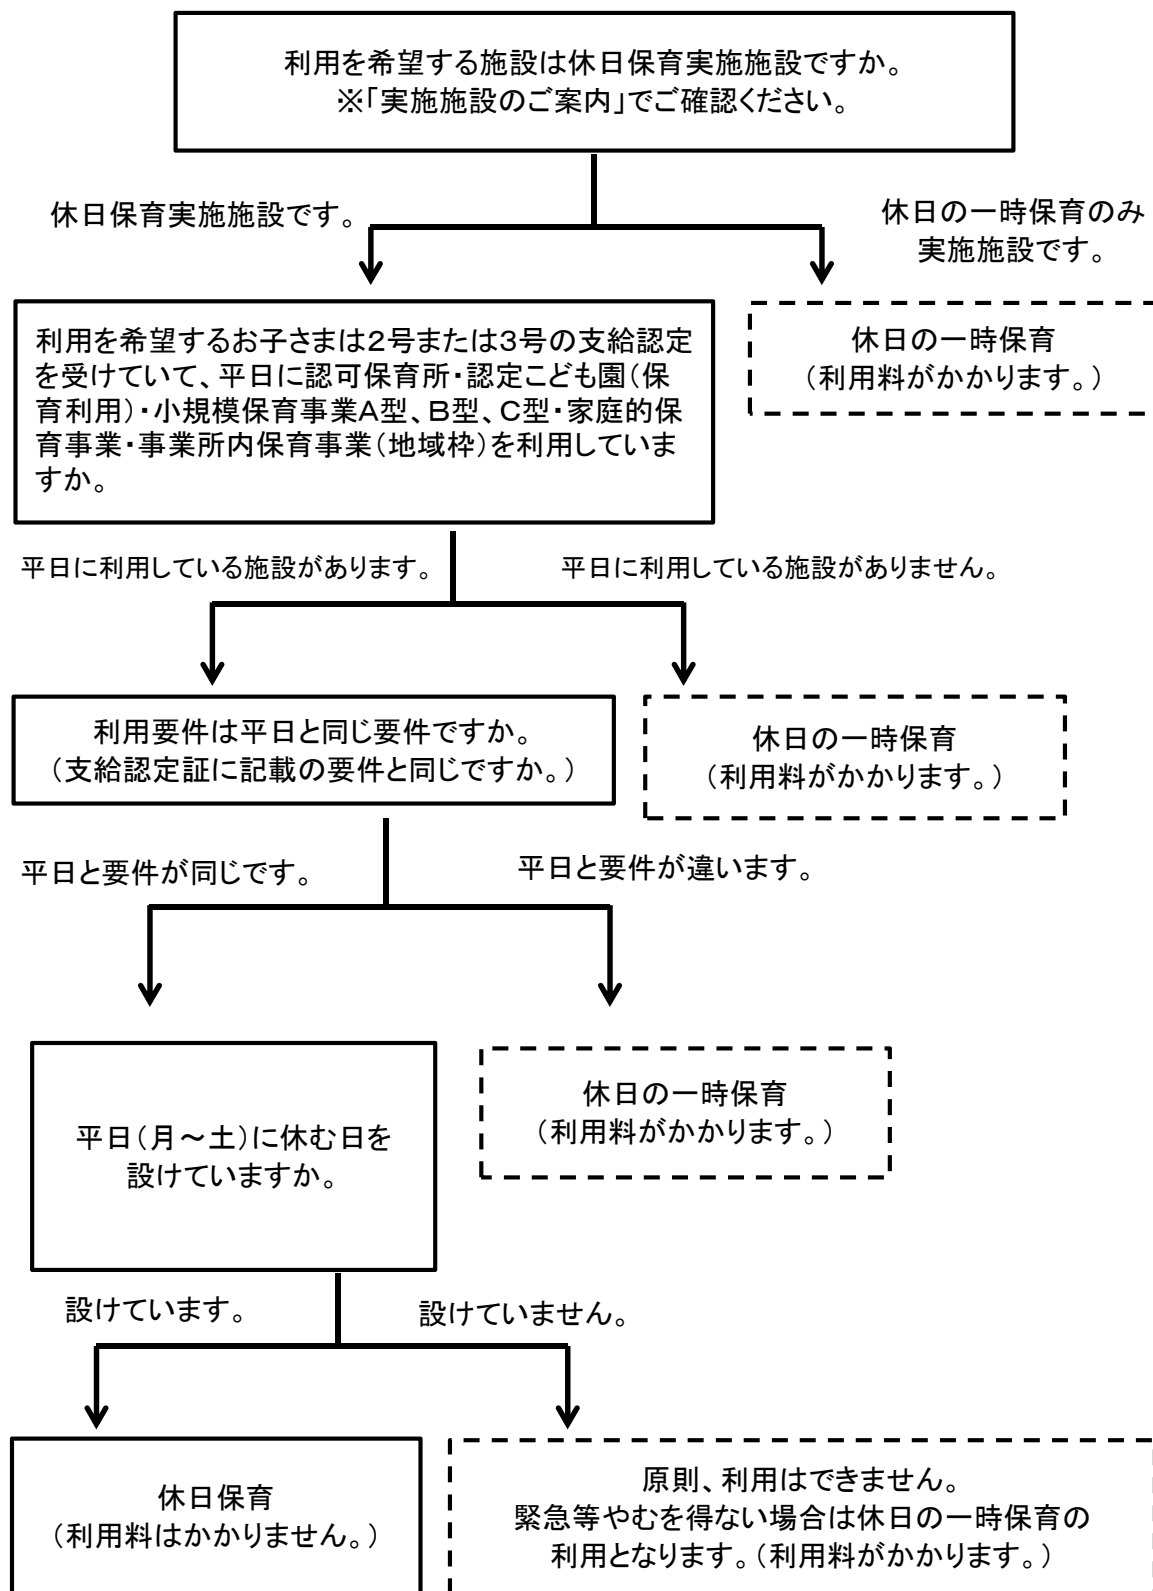 利用を希望する施設は休日保育実施施設ですか。
※「実施施設のご案内」でご確認ください。
休日保育実施施設です。
休日の一時保育のみ
実施施設です。
利用を希望するお子さまは２号または３号の支給認定
を受けていて、平日に認可保育所・認定こども園（保
育利用）・小規模保育事業Ａ型、Ｂ型、Ｃ型・家庭的保
育事業・事業所内保育事業（地域枠）を利用していま
すか。
休日の一時保育
（利用料がかかります。）
平日に利用している施設があります。
平日に利用している施設がありません。
利用要件は平日と同じ要件ですか。
（支給認定証に記載の要件と同じですか。）
休日の一時保育
（利用料がかかります。）
平日と要件が同じです。
平日と要件が違います。
平日（月～土）に休む日を
設けていますか。
休日の一時保育
（利用料がかかります。）
設けています。
設けていません。
休日保育
（利用料はかかりません。）
原則、利用はできません。
緊急等やむを得ない場合は休日の一時保育の
利用となります。（利用料がかかります。）